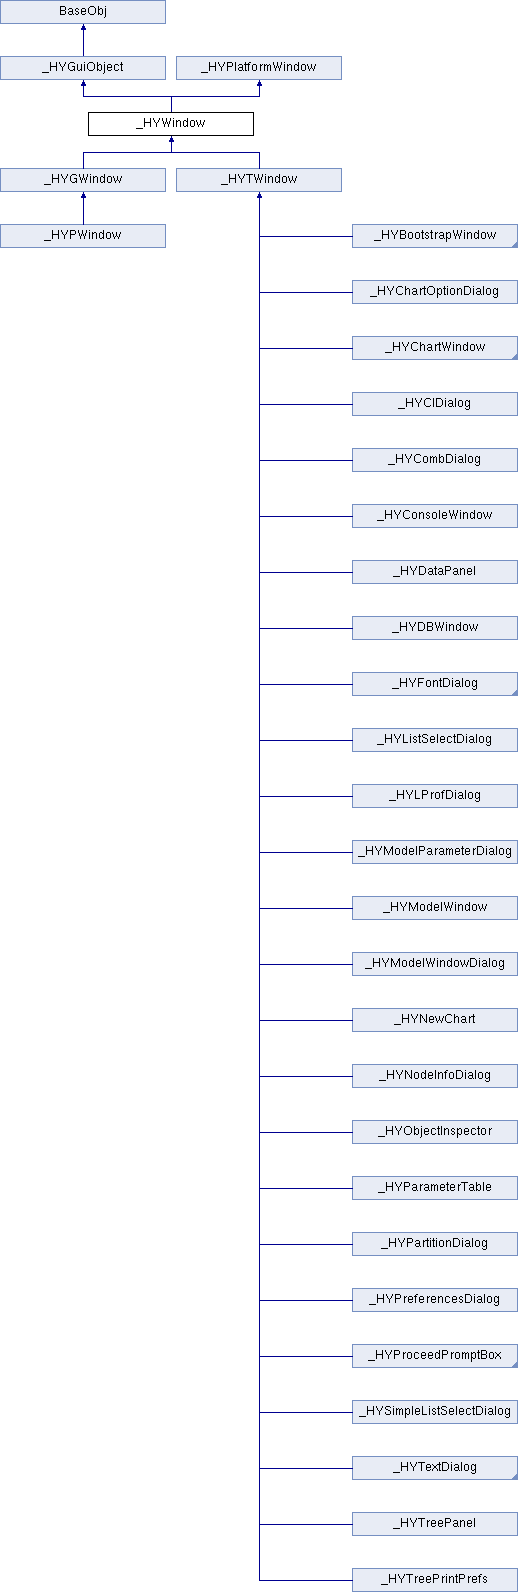 BaseObj
_HYGuiObject
_HYPlatformWindow
_HYWindow
_HYGWindow
_HYTWindow
_HYPWindow
_HYBootstrapWindow
_HYChartOptionDialog
_HYChartWindow
_HYCIDialog
_HYCombDialog
_HYConsoleWindow
_HYDataPanel
_HYDBWindow
_HYFontDialog
_HYListSelectDialog
_HYLProfDialog
_HYModelParameterDialog
_HYModelWindow
_HYModelWindowDialog
_HYNewChart
_HYNodeInfoDialog
_HYObjectInspector
_HYParameterTable
_HYPartitionDialog
_HYPreferencesDialog
_HYProceedPromptBox
_HYSimpleListSelectDialog
_HYTextDialog
_HYTreePanel
_HYTreePrintPrefs